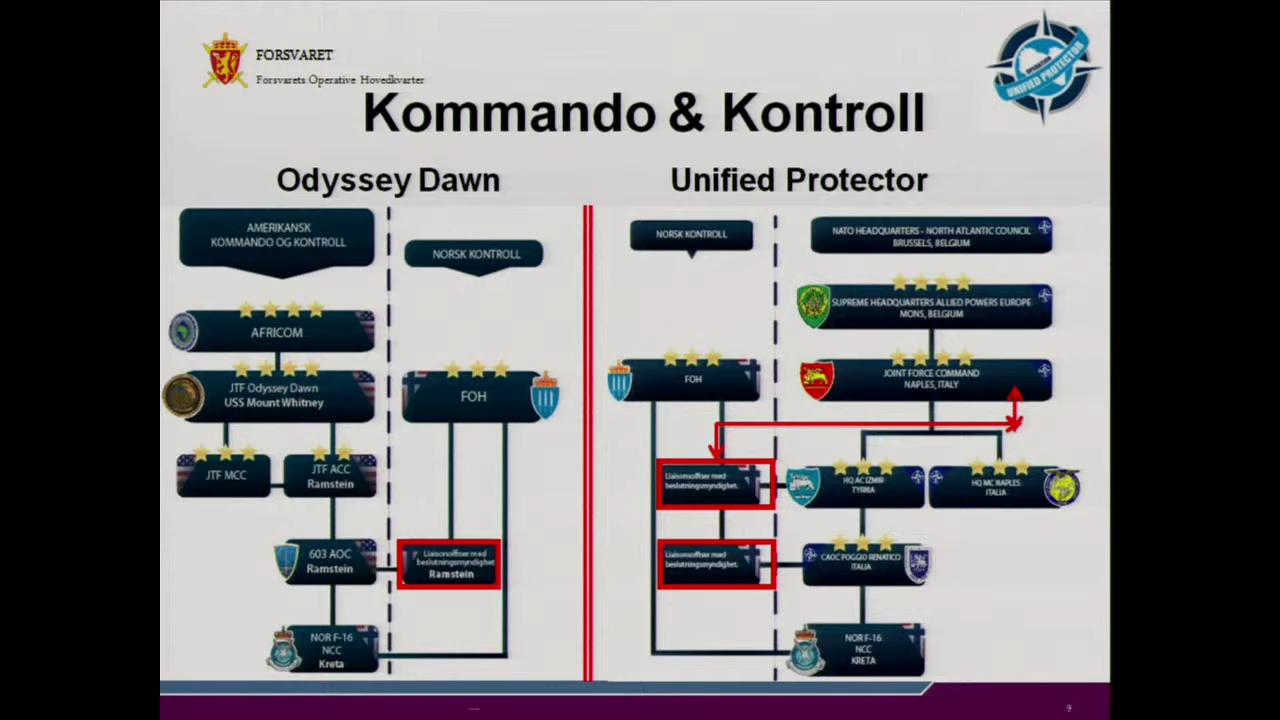 FORSVARET
Forsvarets Operative Hovedkvarter
OPERATION
UNIFIED PROTECTOR
Kommando & Kontroll
Odyssey Dawn
AMERIKANSK
KOMMANDO OG KONTROLL
NORSK KONTROLL
AFRICOM
JTF Odyssey Dawn
USS Mount Whitney
FOH
JTF MCC
JTF ACC
Ramstein
603 AOC
Ramstein
Liaisonoffiser med
beslutningsmyndighet
Ramstein
NOR F-16
NCC
Kreta
Unified Protector
NORSK KONTROLL
NATO HEADQUARTERS - NORTH ATLANTIC COUNCIL
BRUSSELS, BELGIUM
SUPREME HEADQUARTERS ALLIED POWERS EUROPE
MONS, BELGIUM
FOH
JOINT FORCE COMMAND
NAPLES, ITALY
Liaisonoffiser med
beslutningsmyndighet.
HQ AC IZMIR
TYRKIA
HQ MC NAPLES
ITALIA
Liaisonoffiser med
beslutningsmyndighet.
CAOC POGGIO RENATICO
ITALIA
NOR F-16
NCC
KRETA
9